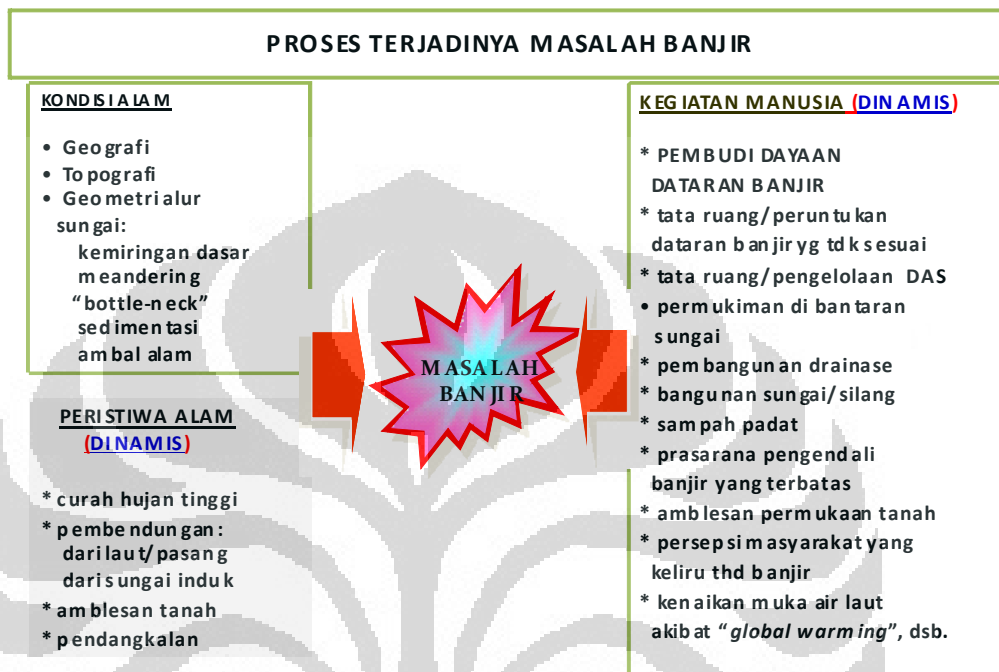 PROSES TERJADINYA MASALAH BANJIR
KONDISI ALAM
• Geografi
• Topografi
• Geometri alur
sungai:
kemiringan dasar
meandering
“bottle-neck”
sedimentasi
ambal alam
PERISTIWA ALAM
(DINAMIS)
* curah hujan tinggi
* pembendungan:
dari laut/pasang
dari sungai induk
* amblesan tanah
* pendangkalan
MASALAH
BANJIR
KEGIATAN MANUSIA (DINAMIS)
* PEMBUDIDAYAAN
DATARAN BANJIR
* tata ruang/peruntukan
dataran banjir yg tdk sesuai
* tata ruang/pengelolaan DAS
• permukiman di bantaran
sungai
* pembangunan drainase
* bangunan sungai/silang
* sampah padat
* prasarana pengendali
banjir yang terbatas
* amblesan permukaan tanah
* persepsi masyarakat yang
keliru thd banjir
* kenaikan muka air laut
akibat “global warming”, dsb.